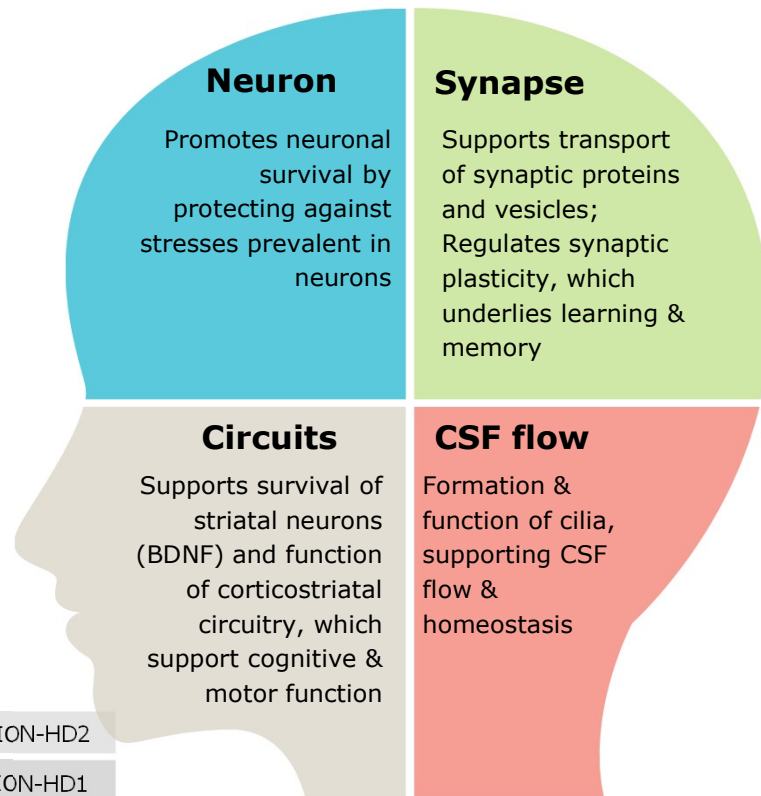 Neuron
Promotes neuronal
survival by
protecting against
stresses prevalent in
neurons
Synapse
Supports transport
of synaptic proteins
and vesicles;
Regulates synaptic
plasticity, which
underlies learning &
memory
Circuits
Supports survival of
striatal neurons
(BDNF) and function
of corticostriatal
circuitry, which
support cognitive &
motor function
CSF flow
Formation &
function of cilia,
supporting CSF
flow &
homeostasis
ION-HD2
ION-HD1